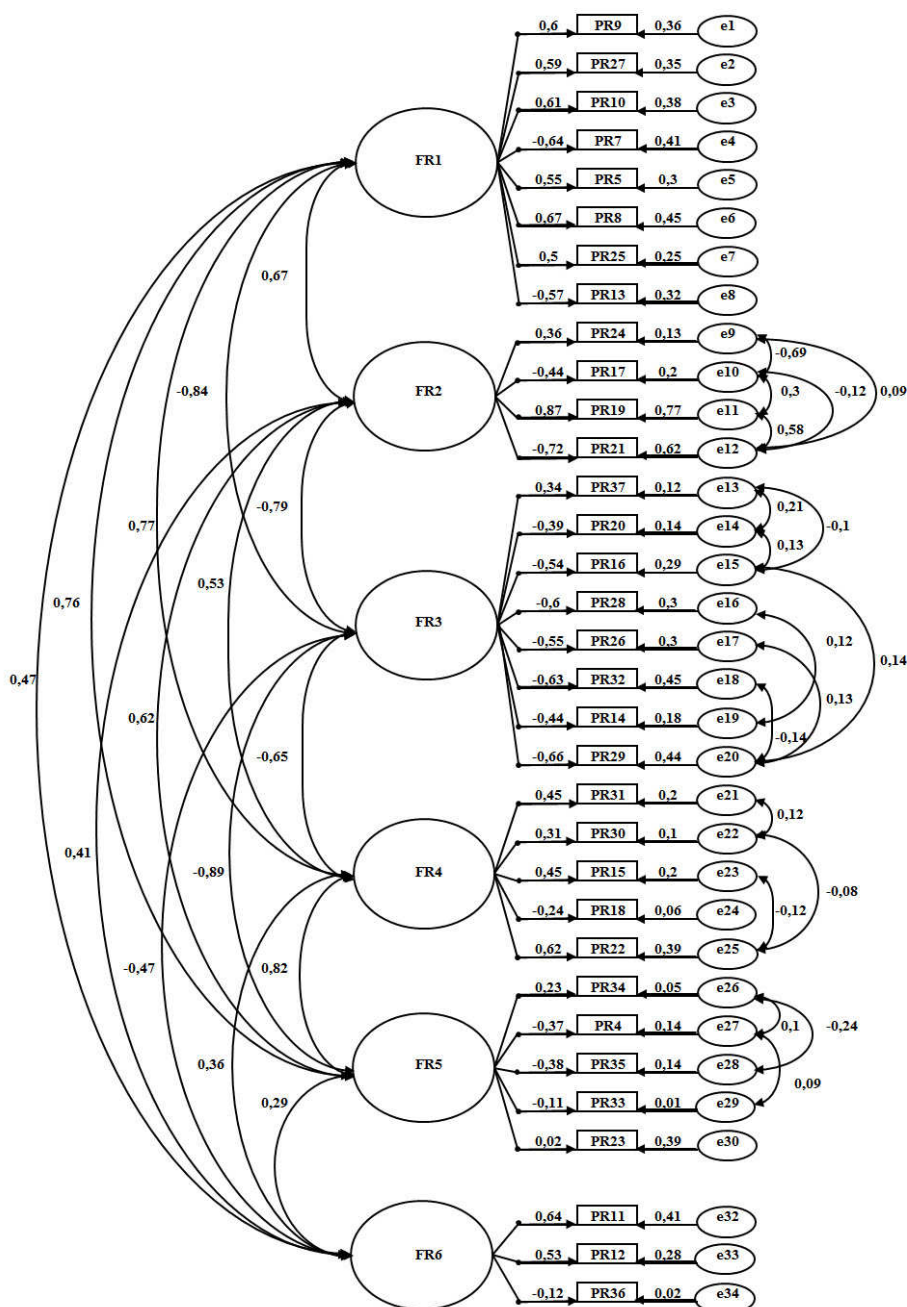 0,6 PR9 0,36 e1
0,59 PR27 0,35 e2
0,61 PR10 0,38 e3
FR1
-0,64 PR7 0,41 e4
0,55 PR5 0,3 e5
0,67 PR8 0,45 e6
0,5 PR25 0,25 e7
0,67
-0,57 PR13 0,32 e8
0,36 PR24 0,13 e9
-0,69
-0,84
FR2
-0,44 PR17 0,2 e10
0,3
-0,12
0,09
0,87 PR19 0,77 e11
0,58
-0,72 PR21 0,62 e12
0,34 PR37 0,12 e13
0,77
-0,79
0,21
-0,39 PR20 0,14 e14
-0,1
0,13
0,53
-0,54 PR16 0,29 e15
0,76
FR3
-0,6 PR28 0,3 e16
-0,55 PR26 0,3 e17
0,12
0,14
0,47
-0,63 PR32 0,45 e18
0,13
0,62
-0,44 PR14 0,18 e19
-0,14
-0,65
-0,66 PR29 0,44 e20
0,45 PR31 0,2 e21
0,12
0,41
0,31 PR30 0,1 e22
-0,89
FR4
0,45 PR15 0,2 e23
-0,08
-0,24 PR18 0,06 e24
-0,12
0,62 PR22 0,39 e25
-0,47
0,82
0,23 PR34 0,05 e26
-0,37 PR4 0,14 e27
0,1
-0,24
0,36
FR5
-0,38 PR35 0,14 e28
0,09
-0,11 PR33 0,01 e29
0,29
0,02 PR23 0,39 e30
0,64 PR11 0,41 e32
FR6
0,53 PR12 0,28 e33
-0,12 PR36 0,02 e34